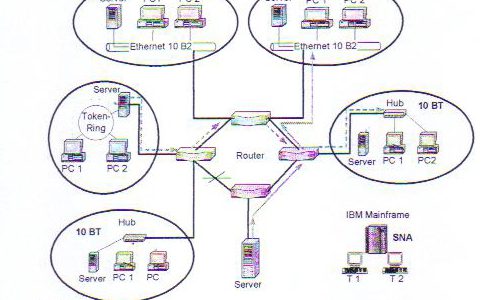 Server PC 1 PC 2
Ethernet 10 B2
Server PC 1 PC 2
Ethernet 10 B2
Server
Token-
Ring
PC 1 PC 2
Router
Hub 10 BT
Server PC 1 PC2
10 BT Hub
Server PC 1 PC
Server
IBM Mainframe
SNA
T 1 T 2